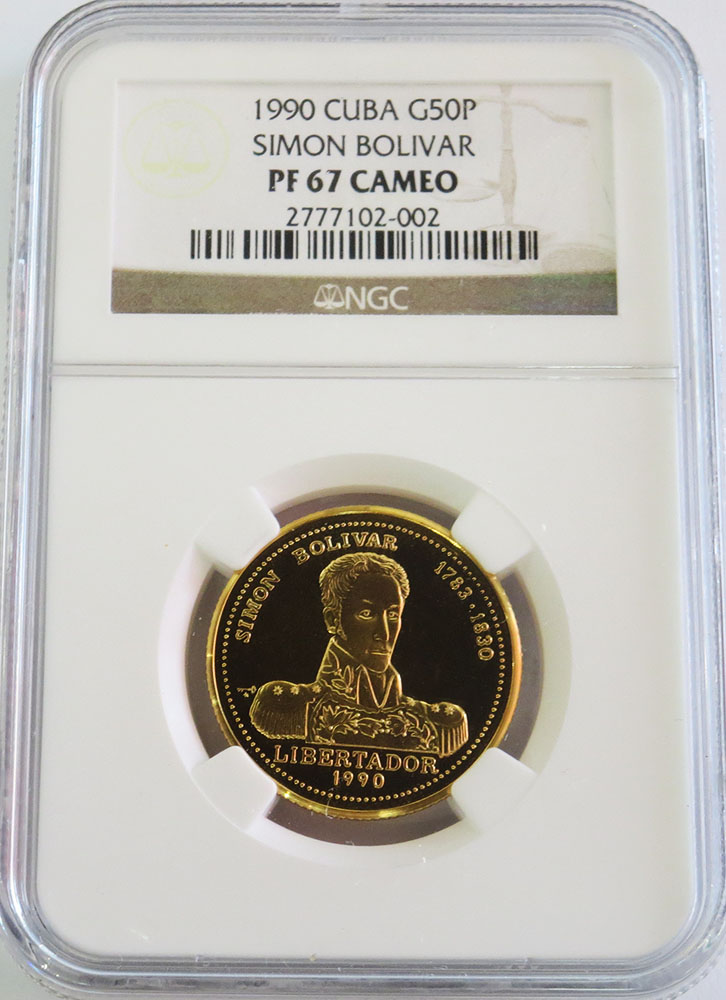 1990 CUBA G50P
SIMON BOLIVAR
PF 67 CAMEO
2777102-002
NGC
SIMON BOLIVAR 1783 · 1830
LIBERTADOR
1990